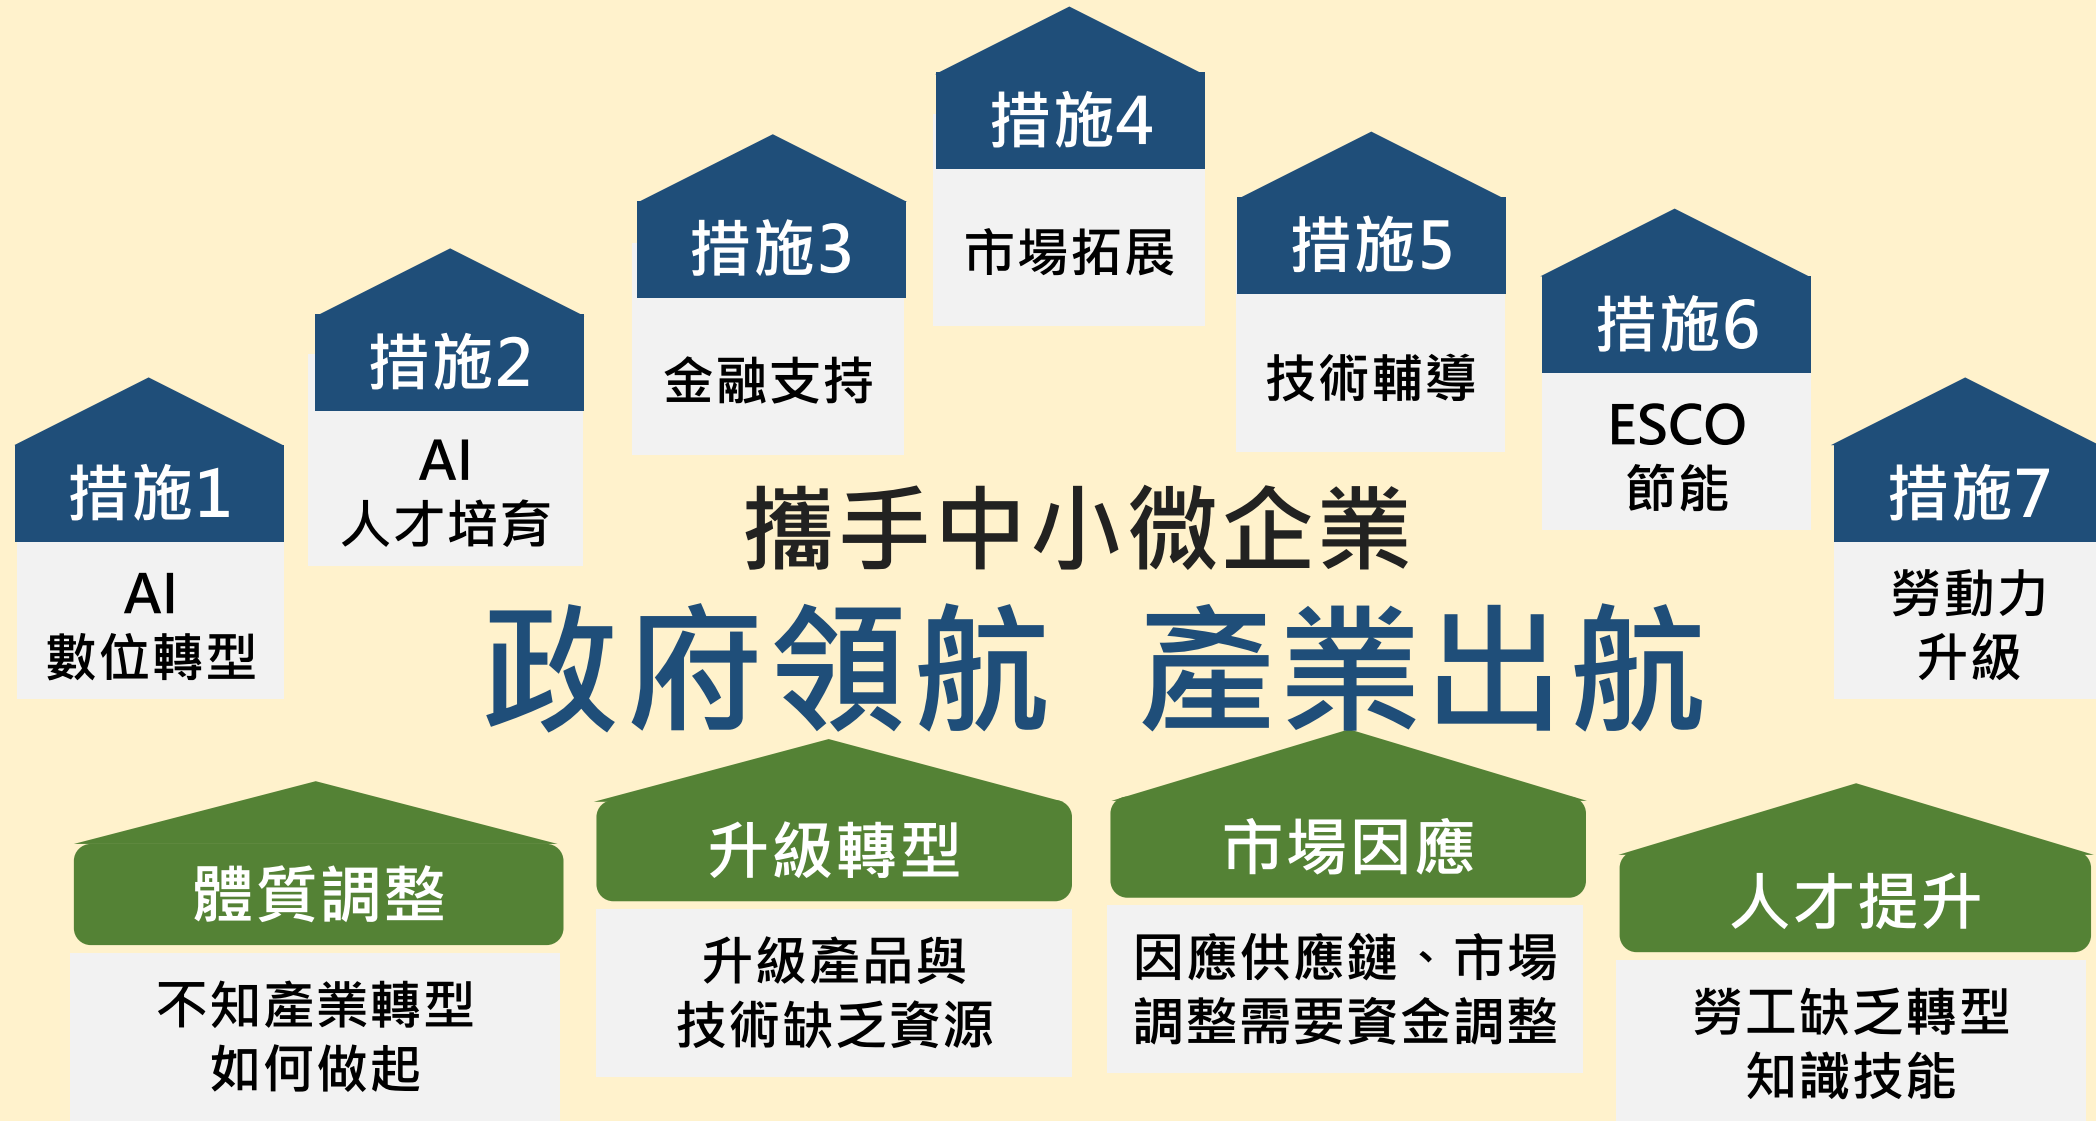 措施1
AI
數位轉型
措施2
AI
人才培育
措施3
金融支持
措施4
市場拓展
措施5
技術輔導
措施6
ESCO
節能
措施7
勞動力
升級
攜手中小微企業
政府領航 產業出航
體質調整
不知產業轉型
如何做起
升級轉型
升級產品與
技術缺乏資源
市場因應
因應供應鏈、市場
調整需要資金調整
人才提升
勞工缺乏轉型
知識技能